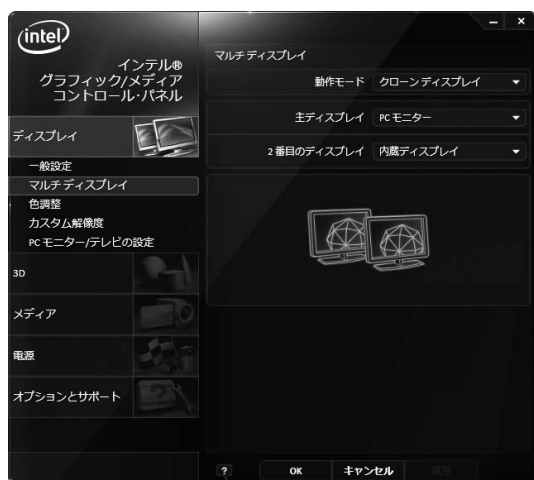 intel
インテル®
グラフィック/メディア
コントロール・パネル
ディスプレイ
一般設定
マルチ ディスプレイ
色調整
カスタム解像度
PC モニター/テレビの設定
3D
メディア
電源
オプションとサポート
マルチ ディスプレイ
動作モード クローン ディスプレイ
主ディスプレイ PC モニター
2 番目のディスプレイ 内蔵ディスプレイ
? OK キャンセル 適用